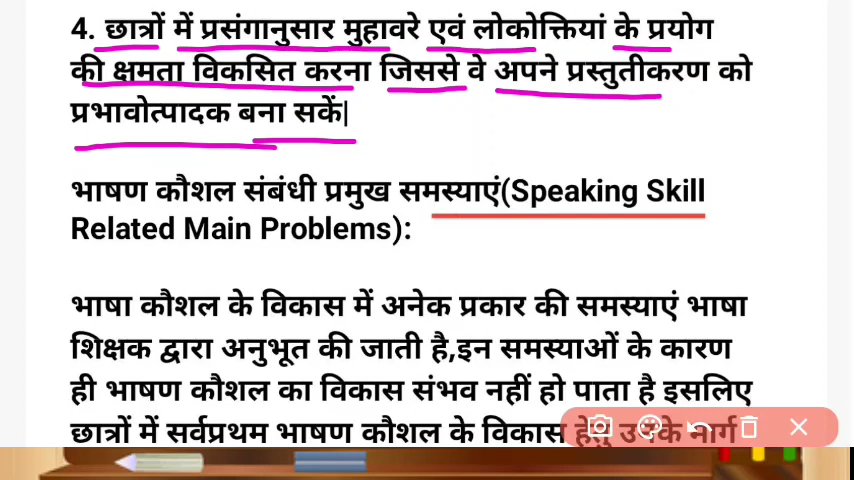 4. छात्रों में प्रसंगानुसार मुहावरे एवं लोकोक्तियां के प्रयोग
की क्षमता विकसित करना जिससे वे अपने प्रस्तुतीकरण को
प्रभावोत्पादक बना सकें|
भाषण कौशल संबंधी प्रमुख समस्याएं(Speaking Skill
Related Main Problems):
भाषा कौशल के विकास में अनेक प्रकार की समस्याएं भाषा
शिक्षक द्वारा अनुभूत की जाती है,इन समस्याओं के कारण
ही भाषण कौशल का विकास संभव नहीं हो पाता है इसलिए
छात्रों में सर्वप्रथम भाषण कौशल के विकास हेतु उनके मार्ग